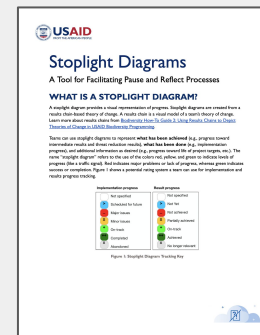 USAID
FROM THE AMERICAN PEOPLE
Stoplight Diagrams
A Tool for Facilitating Pause and Reflect Processes
WHAT IS A STOPLIGHT DIAGRAM?
A stoplight diagram provides a visual representation of progress. Stoplight diagrams are created from a
results chain-based theory of change. A results chain is a visual model of a team's theory of change.
Learn more about results chains from Biodiversity How-To Guide 2: Using Results Chains to Depict
Theories of Change in USAID Biodiversity Programming.
Teams can use stoplight diagrams to represent what has been achieved (e.g., progress toward
intermediate results and threat reduction results), what has been done (e.g., implementation
progress), and additional information as desired (e.g., progress toward life of project targets, etc.). The
name "stoplight diagram" refers to the use of the colors red, yellow, and green to indicate levels of
progress (like a traffic signal). Red indicates major problems or lack of progress, whereas green indicates
success or completion. Figure 1 shows a potential rating system a team can use for implementation and
results progress tracking.
Implementation progress Result progress
Not specified Not specified
Scheduled for future Not Yet
Major issues Not achieved
Minor issues Partially achieved
On-track On-track
Completed Achieved
Abandoned No longer relevant
Figure 1: Stoplight Diagram Tracking Key